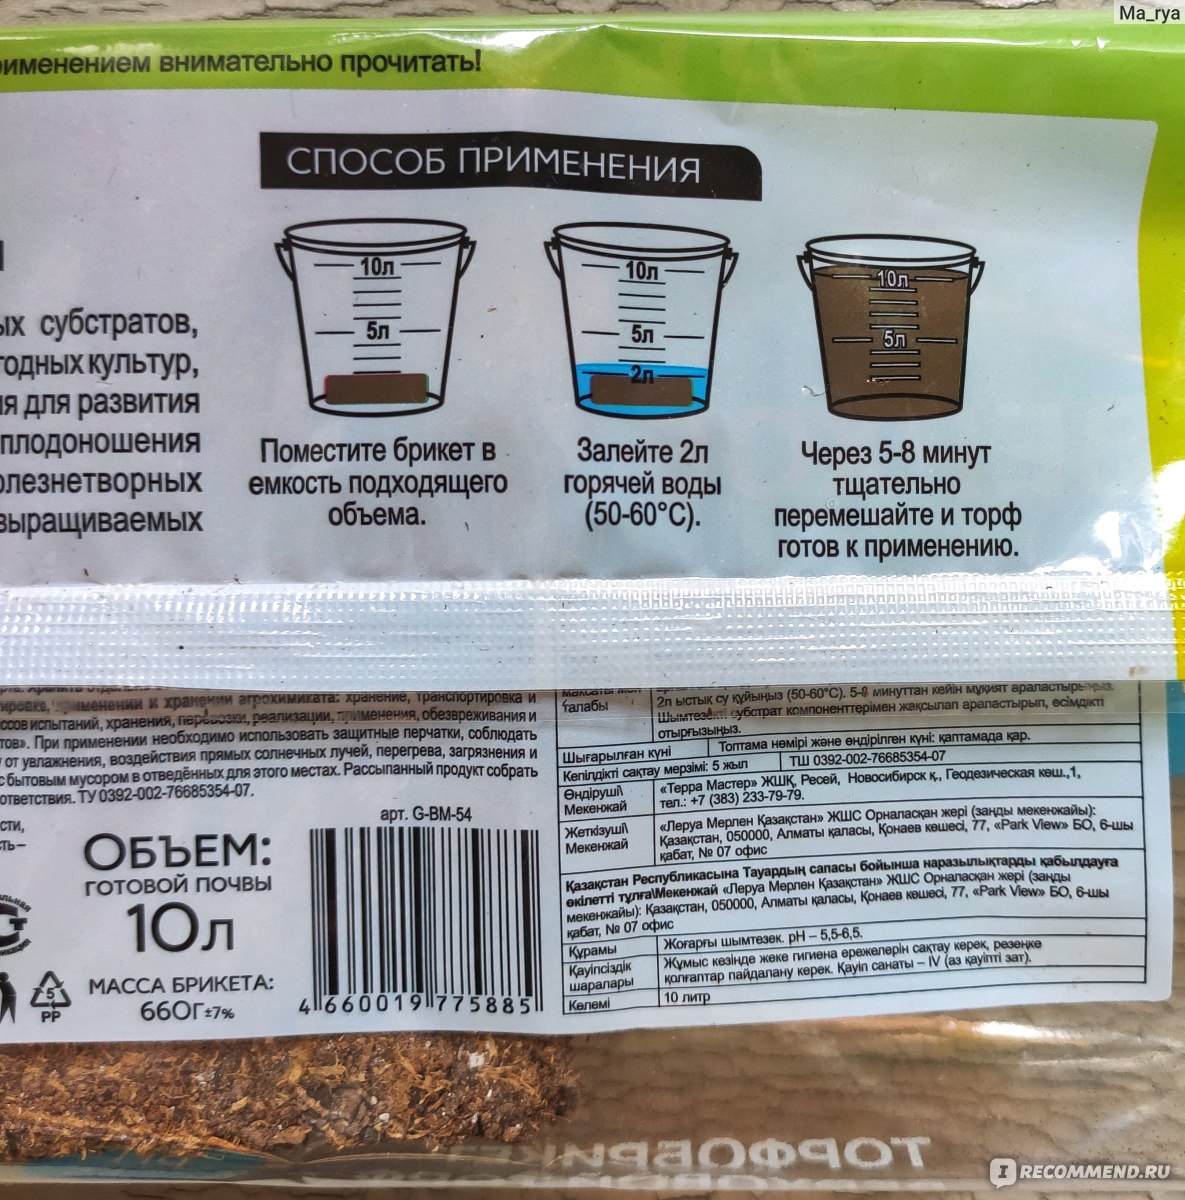 Ma_rya
применением внимательно прочитать!
СПОСОБ ПРИМЕНЕНИЯ
10л
5л
10л
5л
2л
10л
5л
субстратов,
культур,
для развития
плодоношения
выращиваемых
Поместите брикет в
емкость подходящего
объема.
Залейте 2л
горячей воды
(50-60°C).
Через 5-8 минут
тщательно
перемешайте и торф
готов к применению.
применении и хранении агрохимиката: хранение, транспортировка и
испытаний, хранения, перевозки, реализации, применения, обезвреживания и
При применении необходимо использовать защитные перчатки, соблюдать
от увлажнения, воздействия прямых солнечных лучей, перегрева, загрязнения и
с бытовым мусором в отведённых для этого местах. Рассыпанный продукт собрать
ТУ 0392-002-76685354-07.
ОБЪЕМ:
ГОТОВОЙ ПОЧВЫ
10л
МАССА БРИКЕТА:
660Г±7%
5
PP
арт. G-BM-54
4 660019 775885
талабы
2л ыстық су құйыңыз (50-60°C). 5-8 минуттан кейін мұқият араластырыңыз.
субстрат компоненттерімен жақсылап араластырып, өсімдікті
отырғызыңыз.
Шығарылған күні
Топтама нөмірі және өндірілген күні: қаптамада қар.
Кепілдікті сақтау мерзімі: 5 жыл
ТШ 0392-002-76685354-07
Өндіруші\
Мекенжай
«Терра Мастер» ЖШҚ, Ресей, Новосибирск қ., Геодезическая көш.,1,
тел.: +7 (383) 233-79-79.
Жеткізуші\
Мекенжай
«Леруа Мерлен Қазақстан» ЖШС Орналасқан жері (заңды мекенжайы):
Қазақстан, 050000, Алматы қаласы, Қонаев көшесі, 77, «Park View» БО, 6-шы
қабат, № 07 офис
Қазақстан Республикасына Тауардың сапасы бойынша наразылықтарды қабылдауға
өкілетті тұлға\Мекенжай «Леруа Мерлен Қазақстан» ЖШС Орналасқан жері (заңды
мекенжайы): Қазақстан, 050000, Алматы қаласы, Қонаев көшесі, 77, «Park View» БО, 6-шы
қабат, № 07 офис
Құрамы
Жоғарғы шымтезек. pH – 5,5-6,5.
Қауіпсіздік
шаралары
Жұмыс кезінде жеке гигиена ережелерін сақтау керек, резеңке
қолғаптар пайдалану керек. Қауіп санаты – IV (аз қауіпті зат).
Көлемі
10 литр
ТОРФОБРИКЕТ
IRECOMMEND.RU